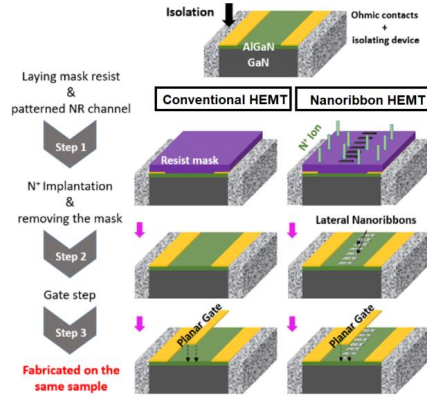 Isolation
Ohmic contacts
+
isolating device
AlGaN
GaN
Laying mask resist
&
patterned NR channel
Conventional HEMT
Nanoribbon HEMT
Step 1
Resist mask
N⁺ Ion
N⁺ Implantation
&
removing the mask
Lateral Nanoribbons
Step 2
Gate step
Planar Gate
Planar Gate
Step 3
Fabricated on the
same sample